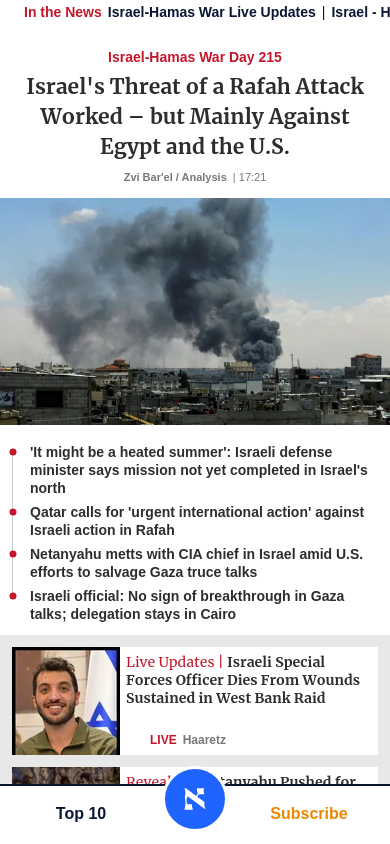 In the News Israel-Hamas War Live Updates | Israel - H
Israel-Hamas War Day 215
Israel's Threat of a Rafah Attack
Worked – but Mainly Against
Egypt and the U.S.
Zvi Bar'el / Analysis | 17:21
'It might be a heated summer': Israeli defense
minister says mission not yet completed in Israel's
north
Qatar calls for 'urgent international action' against
Israeli action in Rafah
Netanyahu metts with CIA chief in Israel amid U.S.
efforts to salvage Gaza truce talks
Israeli official: No sign of breakthrough in Gaza
talks; delegation stays in Cairo
Live Updates | Israeli Special
Forces Officer Dies From Wounds
Sustained in West Bank Raid
LIVE Haaretz
Pushed for
Top 10
Subscribe